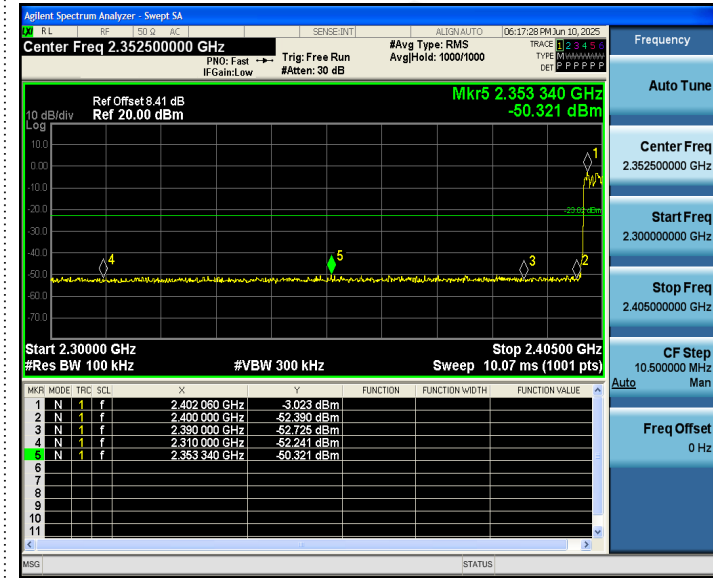 Agilent Spectrum Analyzer - Swept SA
RL RF 50 Ω AC SENSE:INT ALIGN AUTO 06:17:28 PM Jun 10, 2025
Center Freq 2.352500000 GHz
PNO: Fast
IFGain:Low
Trig: Free Run
#Atten: 30 dB
#Avg Type: RMS
Avg|Hold: 1000/1000
TRACE 1 2 3 4 5 6
TYPE M
DET P P P P P P
Ref Offset 8.41 dB
10 dB/div Ref 20.00 dBm
Log
Mkr5 2.353 340 GHz
-50.321 dBm
10.0
0.00
-10.0
-20.0
-30.0
-40.0
-50.0
-60.0
-70.0
1
2
3
4
5
Start 2.30000 GHz Stop 2.40500 GHz
#Res BW 100 kHz #VBW 300 kHz Sweep 10.07 ms (1001 pts)
MKR MODE TRC SCL X Y FUNCTION FUNCTION WIDTH FUNCTION VALUE
1 N 1 f 2.402 060 GHz -3.023 dBm
2 N 1 f 2.400 000 GHz -52.390 dBm
3 N 1 f 2.390 000 GHz -52.725 dBm
4 N 1 f 2.310 000 GHz -52.241 dBm
5 N 1 f 2.353 340 GHz -50.321 dBm
6
7
8
9
10
11
MSG STATUS
Frequency
Auto Tune
Center Freq
2.352500000 GHz
Start Freq
2.300000000 GHz
Stop Freq
2.405000000 GHz
CF Step
10.500000 MHz
Auto Man
Freq Offset
0 Hz